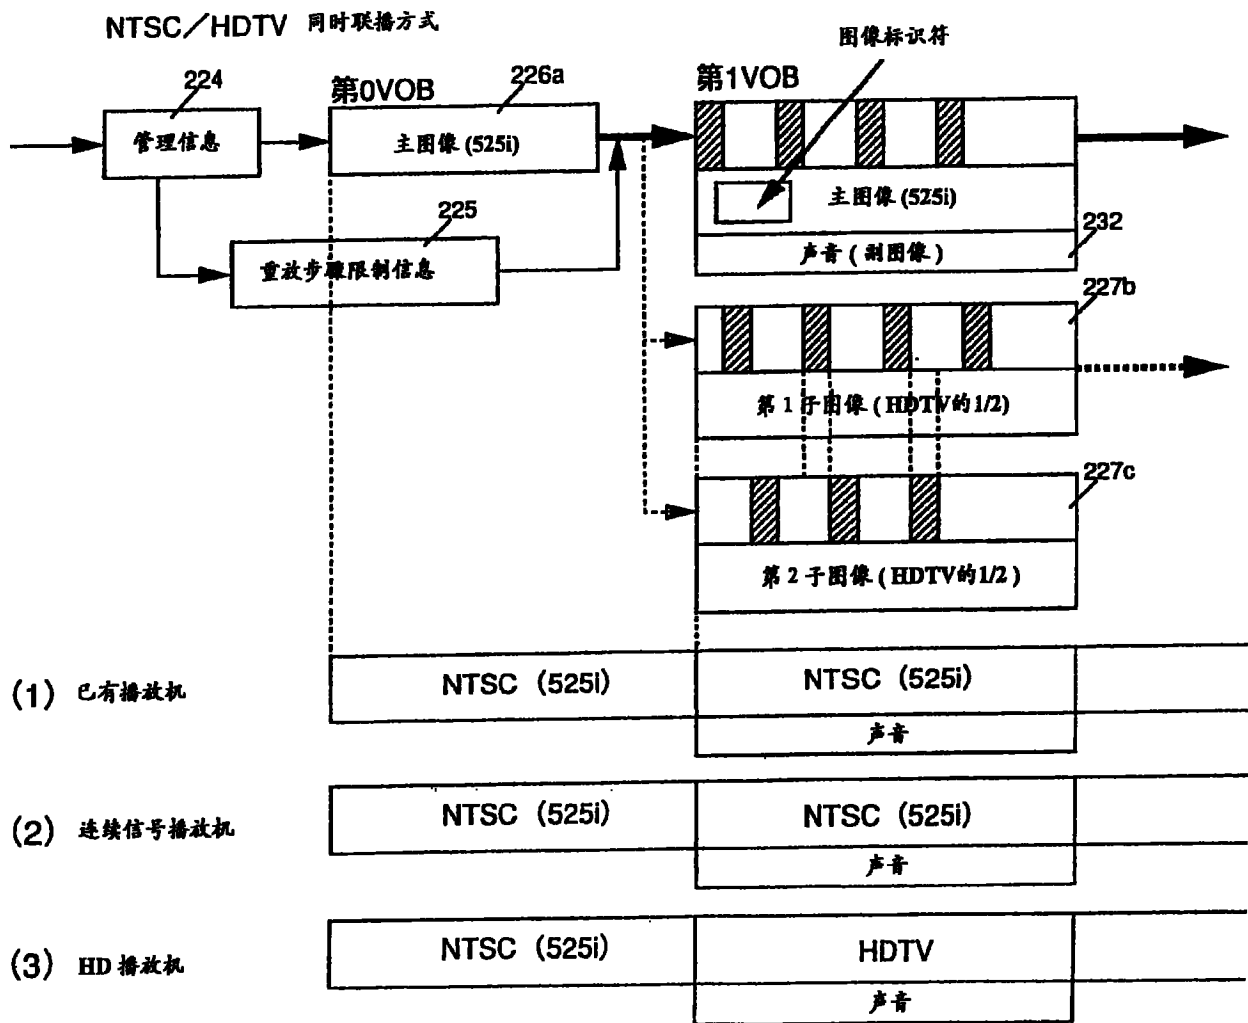 NTSC/HDTV 同时联播方式
图像标识符
224
第0VOB
226a
第1VOB
管理信息
主图像 (525i)
主图像 (525i)
225
重放步骤限制信息
232
声音 ( 副图像 )
227b
第 1 子图像 ( HDTV的1/2)
227c
第 2 子图像 ( HDTV的1/2 )
(1) 已有播放机
NTSC (525i)
NTSC (525i)
声音
(2) 连续信号播放机
NTSC (525i)
NTSC (525i)
声音
(3) HD 播放机
NTSC (525i)
HDTV
声音